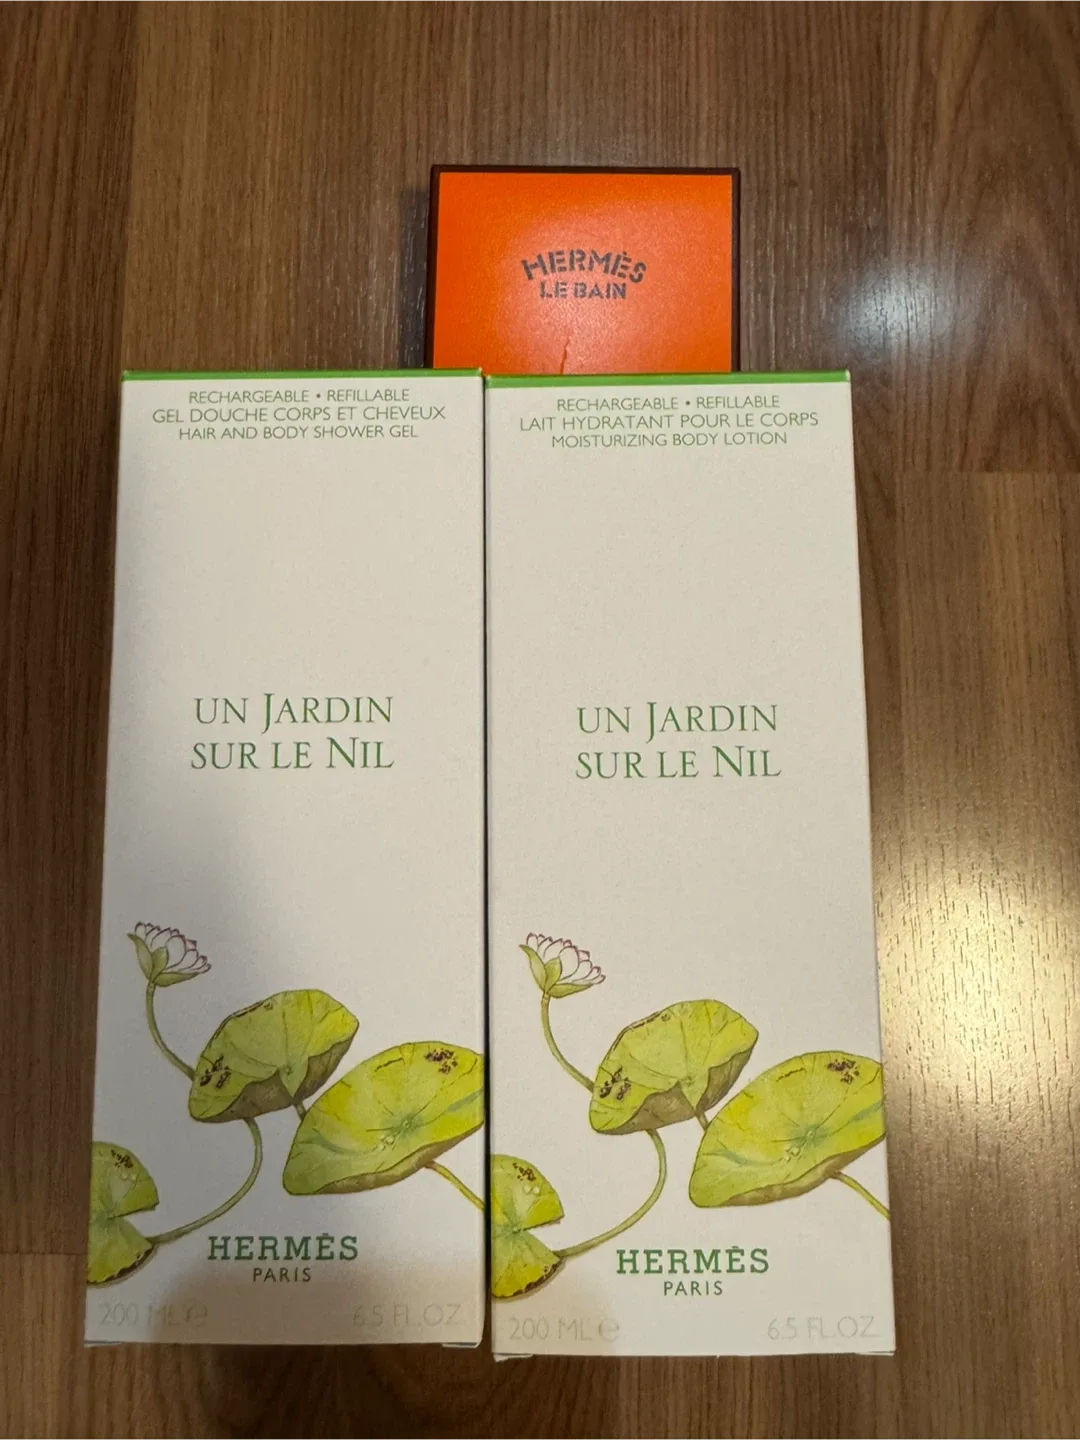 HERMÈS
LE BAIN
RECHARGEABLE • REFILLABLE
GEL DOUCHE CORPS ET CHEVEUX
HAIR AND BODY SHOWER GEL
UN JARDIN
SUR LE NIL
HERMÈS
PARIS
200 ML ℮ 6.5 FL.OZ
RECHARGEABLE • REFILLABLE
LAIT HYDRATANT POUR LE CORPS
MOISTURIZING BODY LOTION
UN JARDIN
SUR LE NIL
HERMÈS
PARIS
200 ML ℮ 6.5 FL.OZ